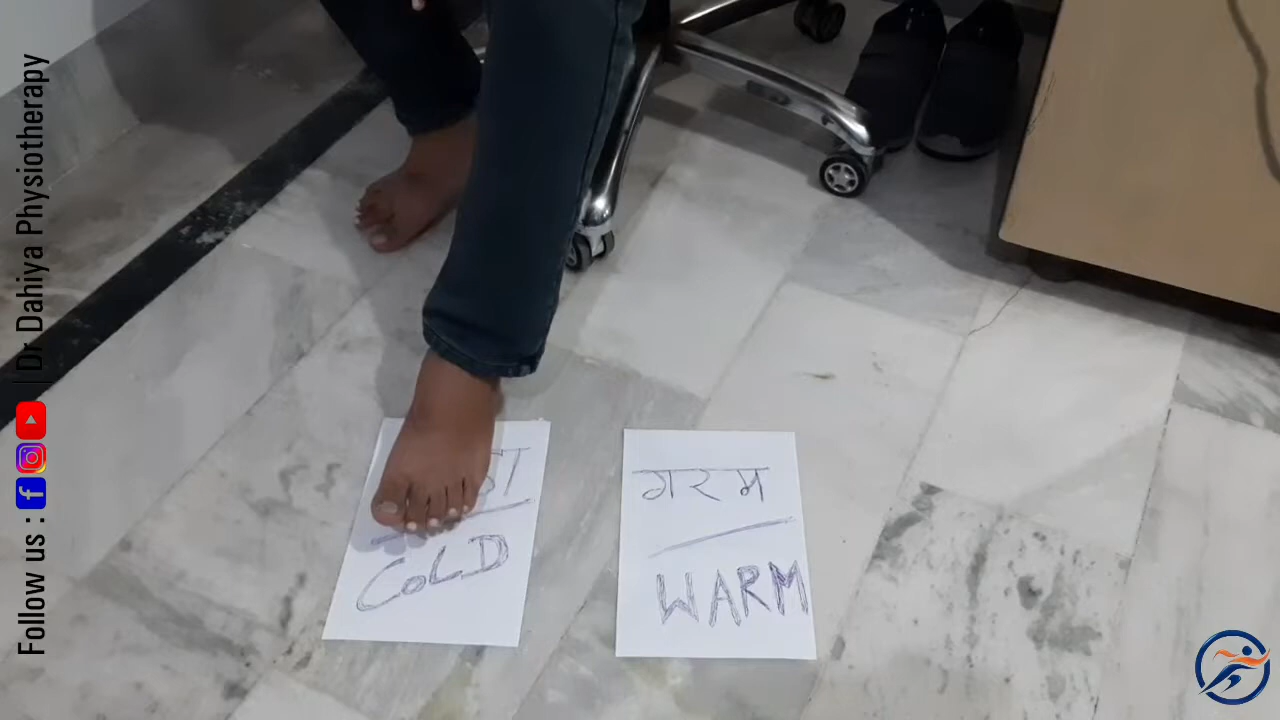 Follow us : | Dr Dahiya Physiotherapy
COLD
गरम
WARM